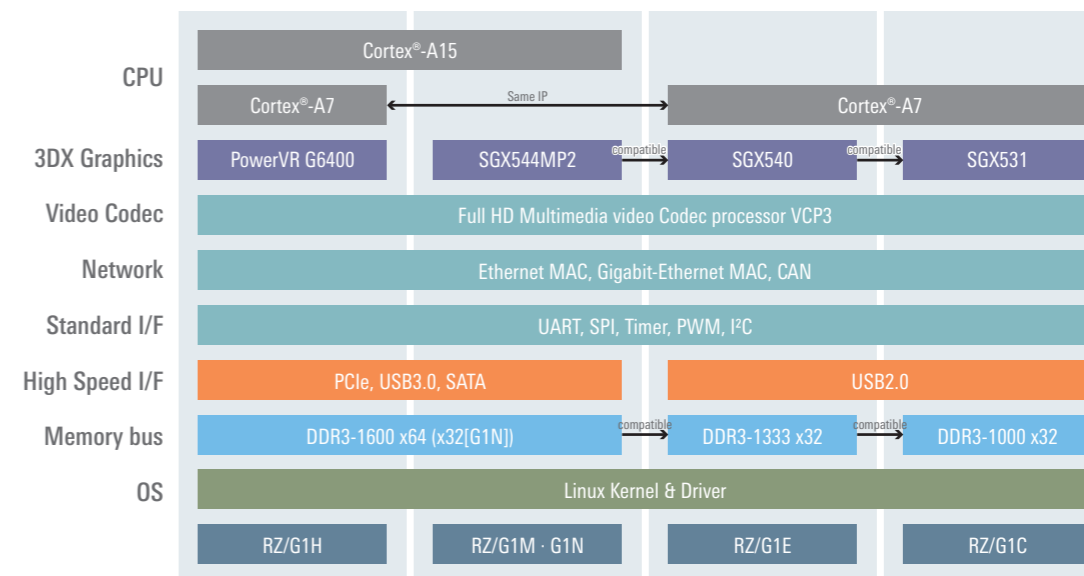 CPU
Cortex®-A15
Cortex®-A7
Same IP
Cortex®-A7
3DX Graphics
PowerVR G6400
SGX544MP2
compatible
SGX540
compatible
SGX531
Video Codec
Full HD Multimedia video Codec processor VCP3
Network
Ethernet MAC, Gigabit-Ethernet MAC, CAN
Standard I/F
UART, SPI, Timer, PWM, I²C
High Speed I/F
PCIe, USB3.0, SATA
USB2.0
Memory bus
DDR3-1600 x64 (x32[G1N])
compatible
DDR3-1333 x32
compatible
DDR3-1000 x32
OS
Linux Kernel & Driver
RZ/G1H
RZ/G1M · G1N
RZ/G1E
RZ/G1C